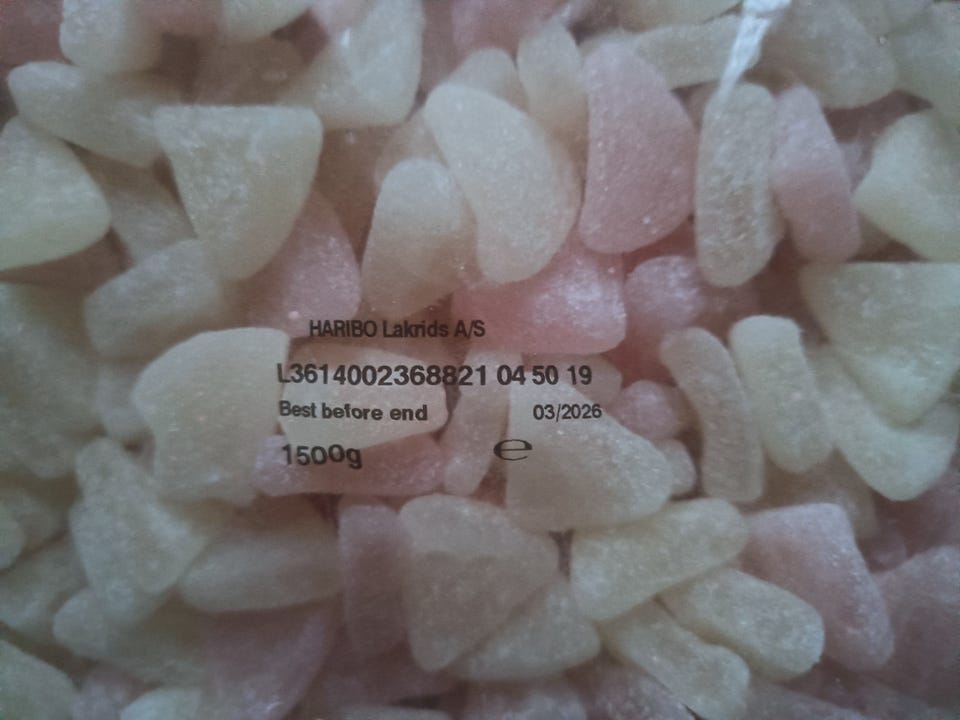 HARIBO Lakrids A/S
L3614002368821 04 50 19
Best before end 03/2026
1500g e